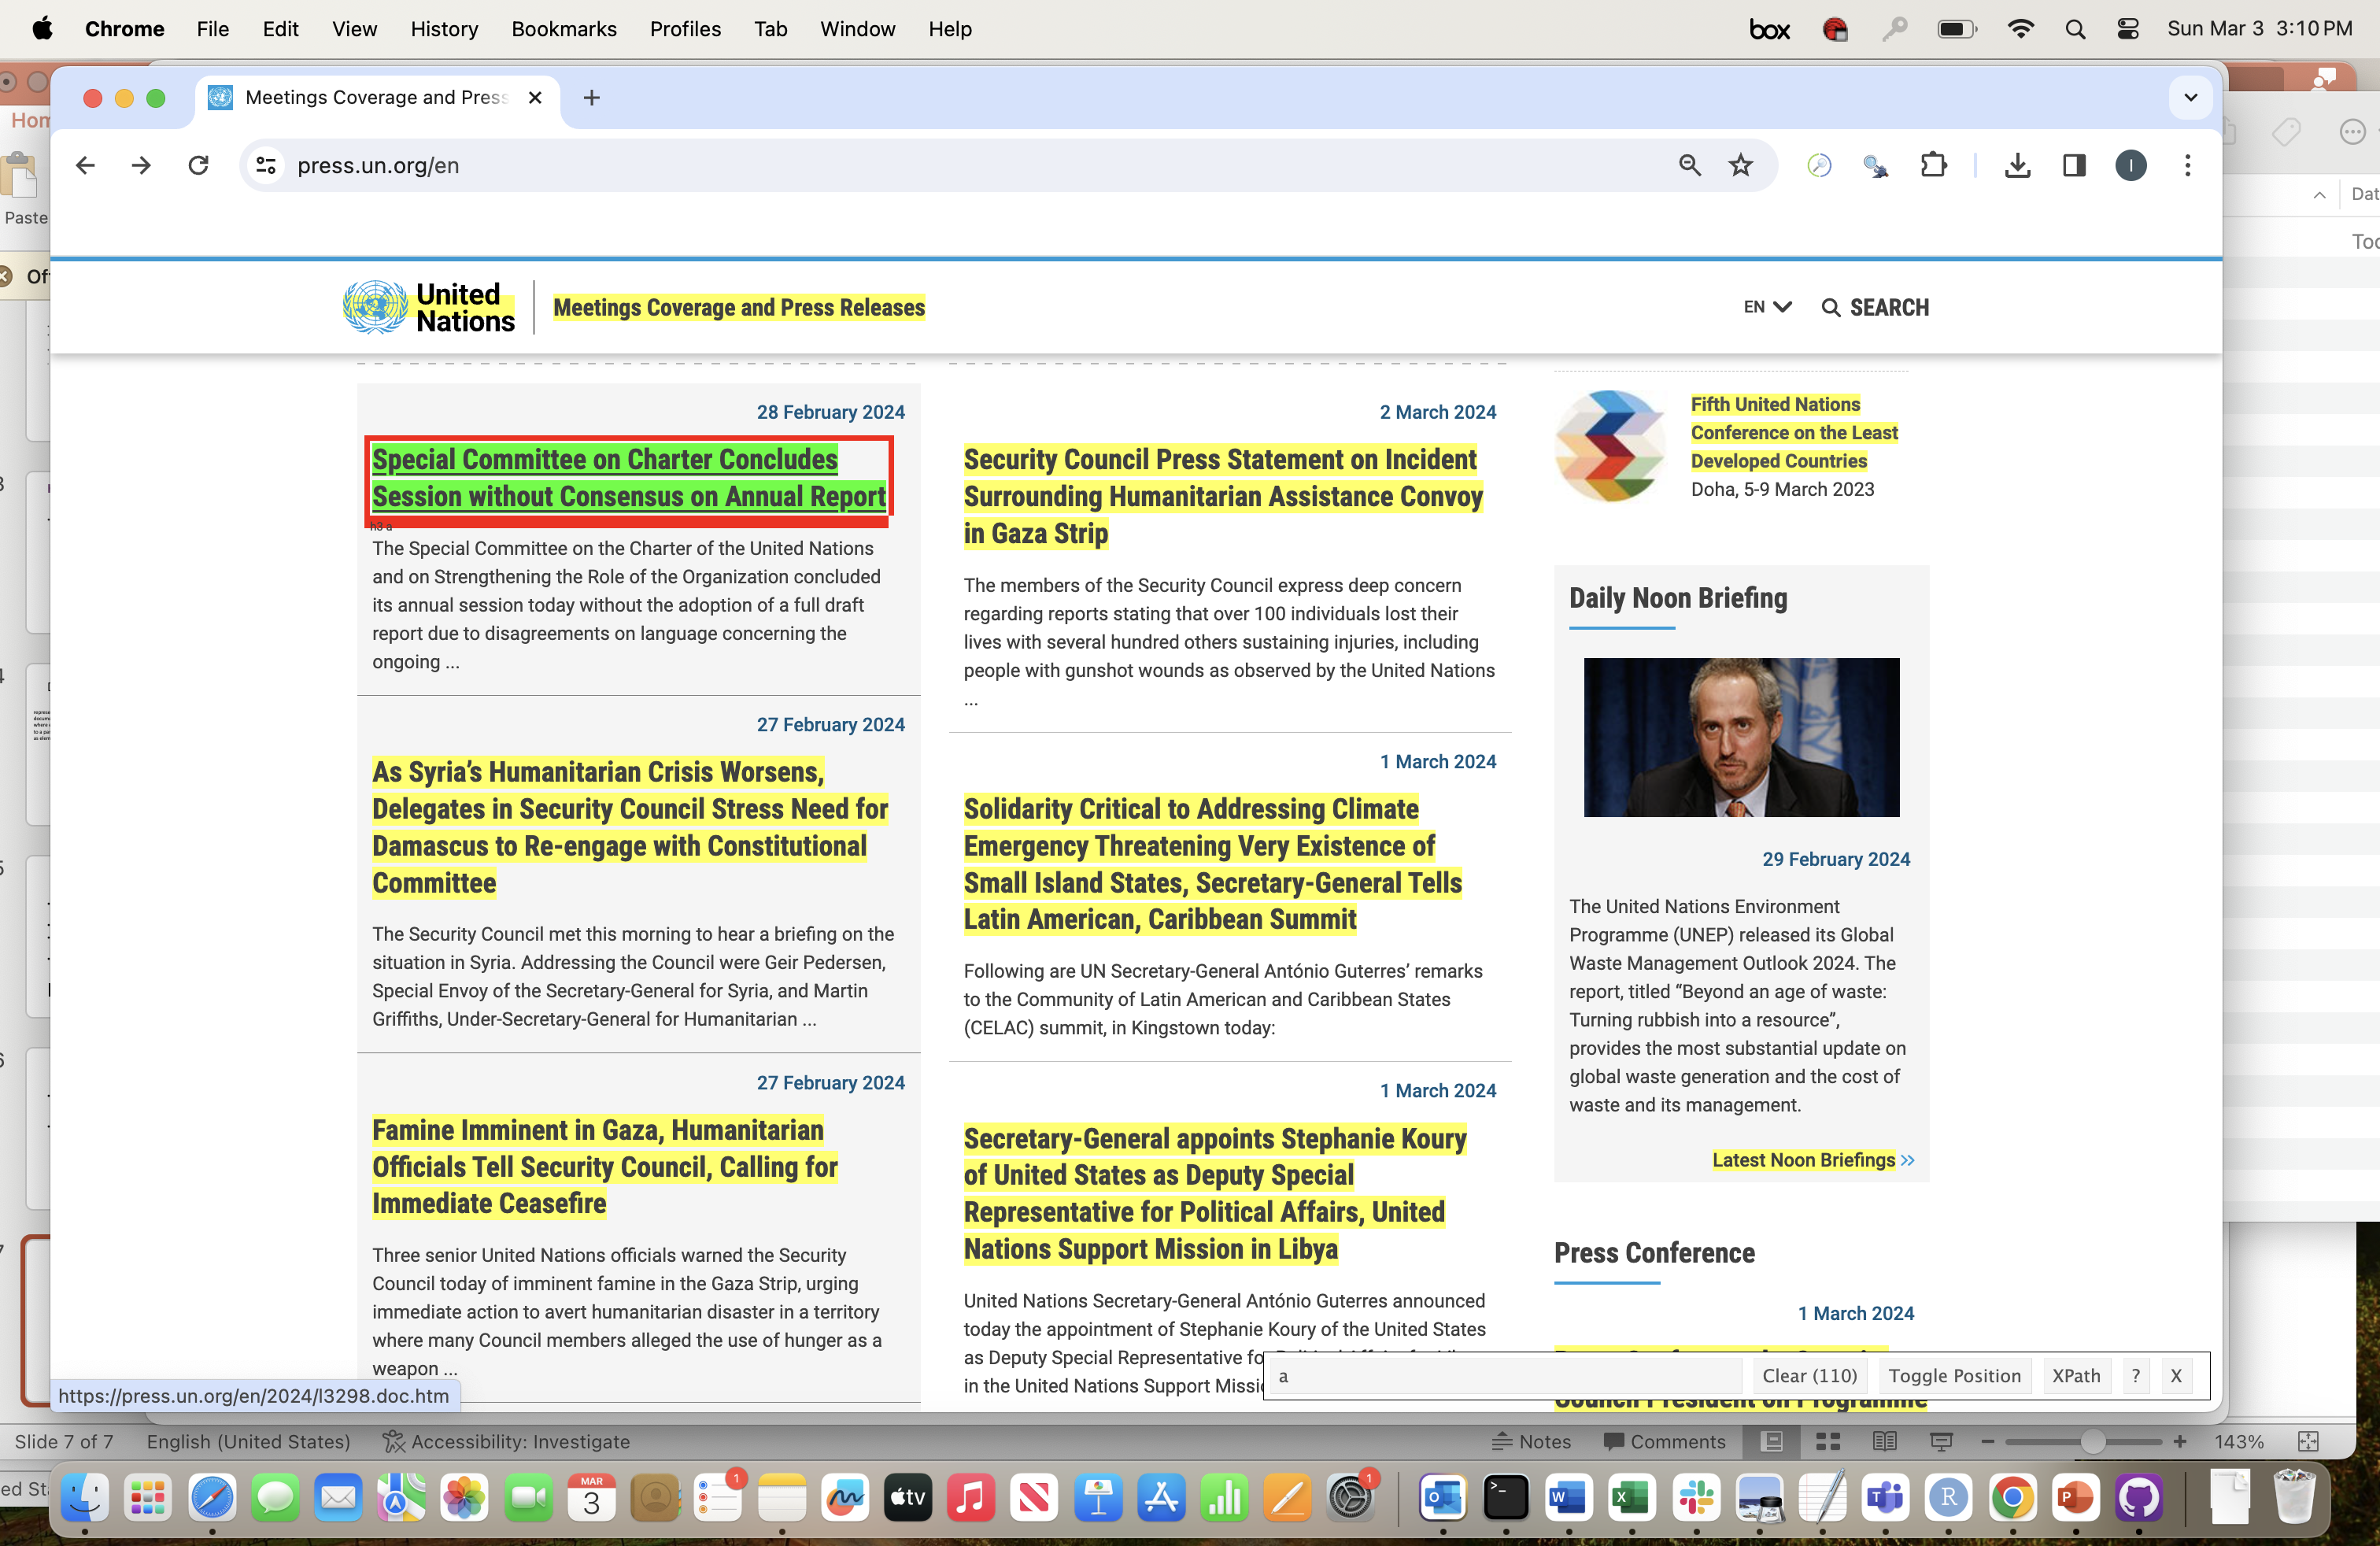 Chrome File Edit View History Bookmarks Profiles Tab Window Help
box Sun Mar 3 3:10 PM
Meetings Coverage and Press
press.un.org/en
Paste
United
Nations
Meetings Coverage and Press Releases
EN
SEARCH
28 February 2024
Special Committee on Charter Concludes
Session without Consensus on Annual Report
h3 a
The Special Committee on the Charter of the United Nations
and on Strengthening the Role of the Organization concluded
its annual session today without the adoption of a full draft
report due to disagreements on language concerning the
ongoing ...
27 February 2024
As Syria’s Humanitarian Crisis Worsens,
Delegates in Security Council Stress Need for
Damascus to Re-engage with Constitutional
Committee
The Security Council met this morning to hear a briefing on the
situation in Syria. Addressing the Council were Geir Pedersen,
Special Envoy of the Secretary-General for Syria, and Martin
Griffiths, Under-Secretary-General for Humanitarian ...
27 February 2024
Famine Imminent in Gaza, Humanitarian
Officials Tell Security Council, Calling for
Immediate Ceasefire
Three senior United Nations officials warned the Security
Council today of imminent famine in the Gaza Strip, urging
immediate action to avert humanitarian disaster in a territory
where many Council members alleged the use of hunger as a
weapon ...
2 March 2024
Security Council Press Statement on Incident
Surrounding Humanitarian Assistance Convoy
in Gaza Strip
The members of the Security Council express deep concern
regarding reports stating that over 100 individuals lost their
lives with several hundred others sustaining injuries, including
people with gunshot wounds as observed by the United Nations
...
1 March 2024
Solidarity Critical to Addressing Climate
Emergency Threatening Very Existence of
Small Island States, Secretary-General Tells
Latin American, Caribbean Summit
Following are UN Secretary-General António Guterres’ remarks
to the Community of Latin American and Caribbean States
(CELAC) summit, in Kingstown today:
1 March 2024
Secretary-General appoints Stephanie Koury
of United States as Deputy Special
Representative for Political Affairs, United
Nations Support Mission in Libya
United Nations Secretary-General António Guterres announced
today the appointment of Stephanie Koury of the United States
as Deputy Special Representative
in the United Nations Support
Fifth United Nations
Conference on the Least
Developed Countries
Doha, 5-9 March 2023
Daily Noon Briefing
29 February 2024
The United Nations Environment
Programme (UNEP) released its Global
Waste Management Outlook 2024. The
report, titled “Beyond an age of waste:
Turning rubbish into a resource”,
provides the most substantial update on
global waste generation and the cost of
waste and its management.
Latest Noon Briefings »
Press Conference
1 March 2024
a Clear (110) Toggle Position XPath ? X
Council President on Programme
https://press.un.org/en/2024/l3298.doc.htm
Slide 7 of 7 English (United States) Accessibility: Investigate Notes Comments 143%
1 MAR 3 tv 1